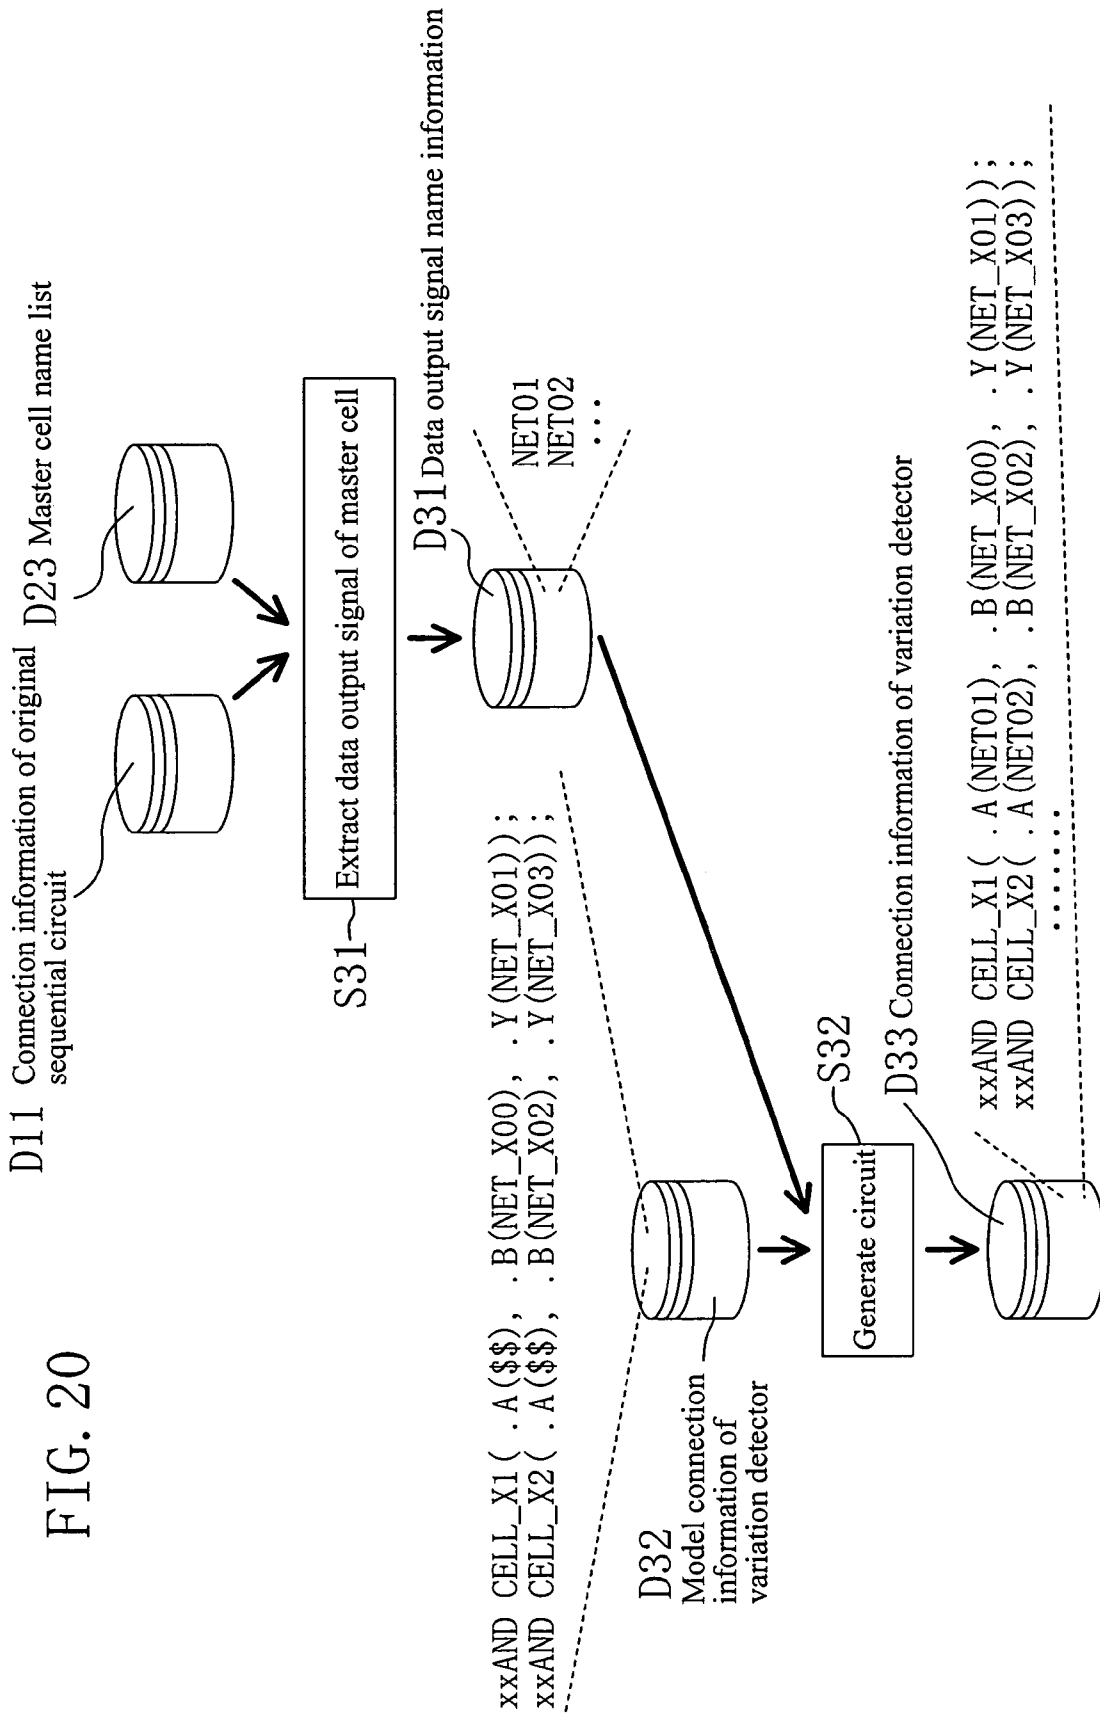 FIG. 20
D11 Connection information of original
sequential circuit
D23 Master cell name list
S31
Extract data output signal of master cell
D31 Data output signal name information
NET01
NET02
...
xxAND CELL_X1( .A($$), .B(NET_X00), .Y(NET_X01));
xxAND CELL_X2( .A($$), .B(NET_X02), .Y(NET_X03));
D32
Model connection
information of
variation detector
Generate circuit
S32
D33 Connection information of variation detector
xxAND CELL_X1( .A(NET01), .B(NET_X00), .Y(NET_X01));
xxAND CELL_X2( .A(NET02), .B(NET_X02), .Y(NET_X03));
.......